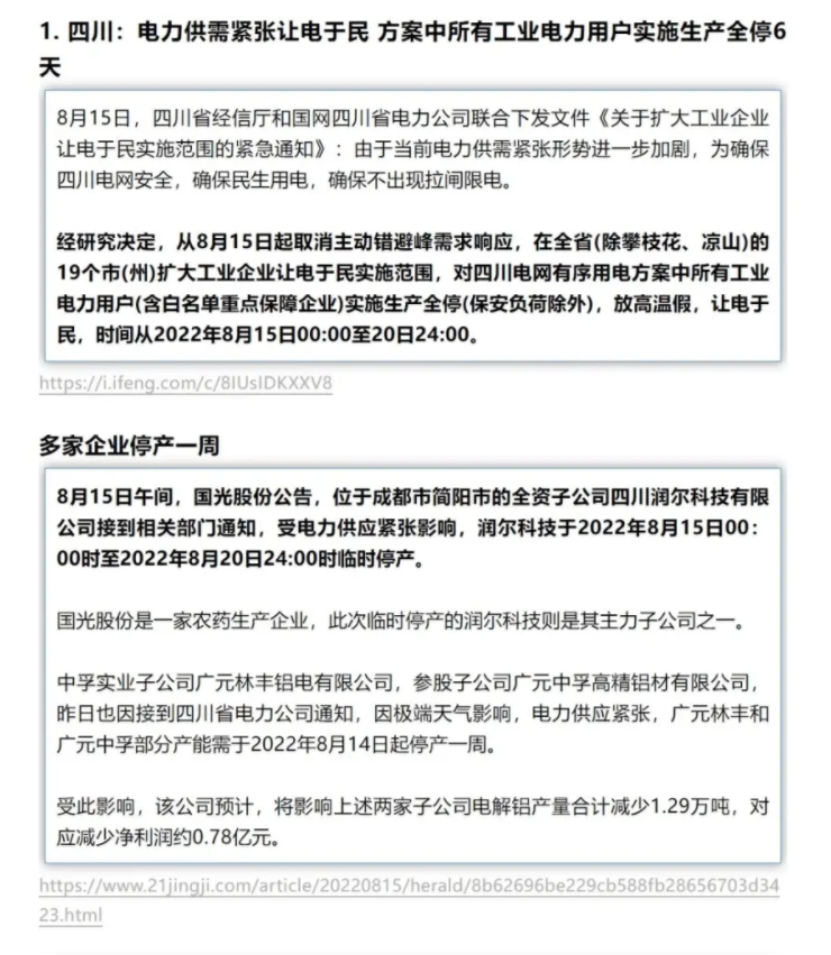 1. 四川：电力供需紧张让电于民 方案中所有工业电力用户实施生产全停6
天
8月15日，四川省经信厅和国网四川省电力公司联合下发文件《关于扩大工业企业
让电于民实施范围的紧急通知》：由于当前电力供需紧张形势进一步加剧，为确保
四川电网安全，确保民生用电，确保不出现拉闸限电。
经研究决定，从8月15日起取消主动错避峰需求响应，在全省(除攀枝花、凉山)的
19个市(州)扩大工业企业让电于民实施范围，对四川电网有序用电方案中所有工业
电力用户(含白名单重点保障企业)实施生产全停(保安负荷除外)，放高温假，让电于
民，时间从2022年8月15日00:00至20日24:00。
https://i.ifeng.com/c/8IUsIDKXXV8
多家企业停产一周
8月15日午间，国光股份公告，位于成都市简阳市的全资子公司四川润尔科技有限
公司接到相关部门通知，受电力供应紧张影响，润尔科技于2022年8月15日00：
00时至2022年8月20日24:00时临时停产。
国光股份是一家农药生产企业，此次临时停产的润尔科技则是其主力子公司之一。
中孚实业子公司广元林丰铝电有限公司，参股子公司广元中孚高精铝材有限公司，
昨日也因接到四川省电力公司通知，因极端天气影响，电力供应紧张，广元林丰和
广元中孚部分产能需于2022年8月14日起停产一周。
受此影响，该公司预计，将影响上述两家子公司电解铝产量合计减少1.29万吨，对
应减少净利润约0.78亿元。
https://www.21jingji.com/article/20220815/herald/8b62696be229cb588fb28656703d34
23.html